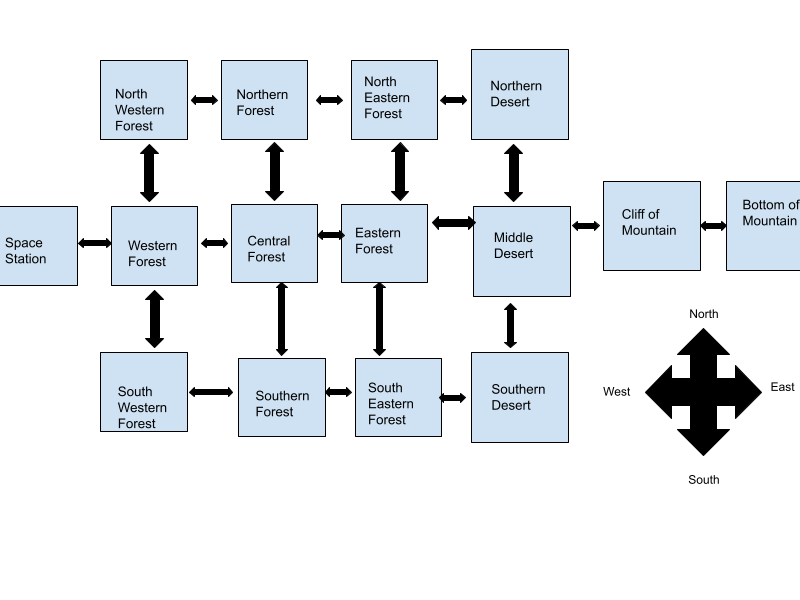 North
Western
Forest
Northern
Forest
North
Eastern
Forest
Northern
Desert
Space
Station
Western
Forest
Central
Forest
Eastern
Forest
Middle
Desert
Cliff of
Mountain
Bottom of
Mountain
South
Western
Forest
Southern
Forest
South
Eastern
Forest
Southern
Desert
North
West
East
South